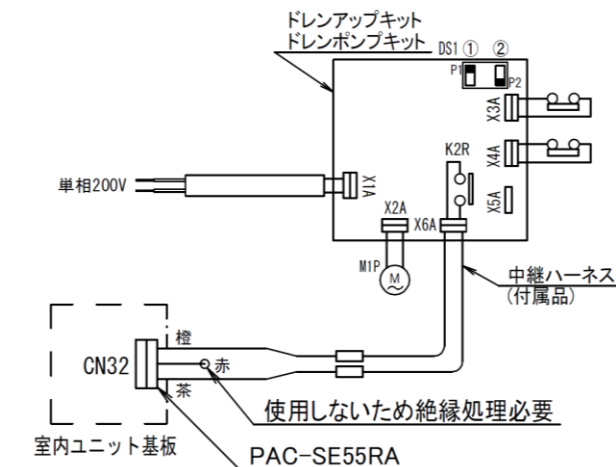 ドレンアップキット
ドレンポンプキット
DS1 ① ②
P1
P2
X3A
K2R
X4A
単相200V
X1A
X5A
X2A
X6A
M1P
M
中継ハーネス
(付属品)
橙
CN32
赤
茶
使用しないため絶縁処理必要
室内ユニット基板
PAC-SE55RA